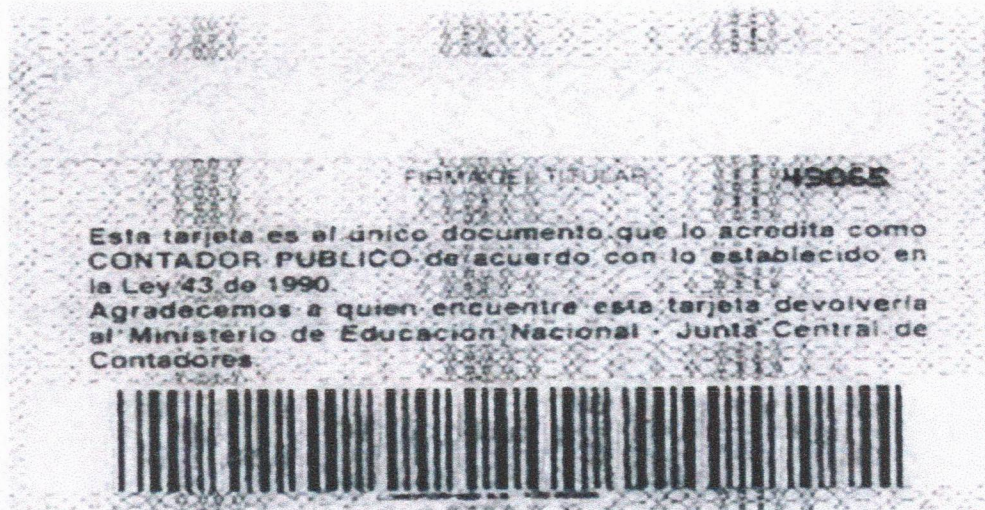 FIRMA DEL TITULAR 49065
Esta tarjeta es el único documento que lo acredita como
CONTADOR PUBLICO de acuerdo con lo establecido en
la Ley 43 de 1990.
Agradecemos a quien encuentre esta tarjeta devolverla
al Ministerio de Educación Nacional - Junta Central de
Contadores